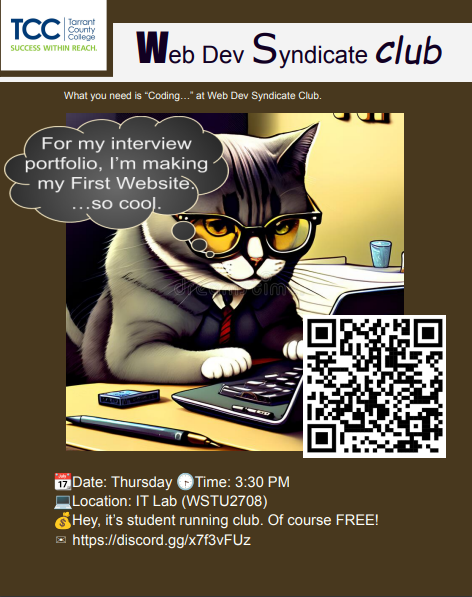 TCC Tarrant
County
College
SUCCESS WITHIN REACH.
Web Dev Syndicate club
What you need is “Coding…” at Web Dev Syndicate Club.
For my interview
portfolio, I’m making
my First Website.
…so cool.
dreamstime
📅Date: Thursday 🕞Time: 3:30 PM
💻Location: IT Lab (WSTU2708)
💰Hey, it’s student running club. Of course FREE!
✉ https://discord.gg/x7f3vFUz